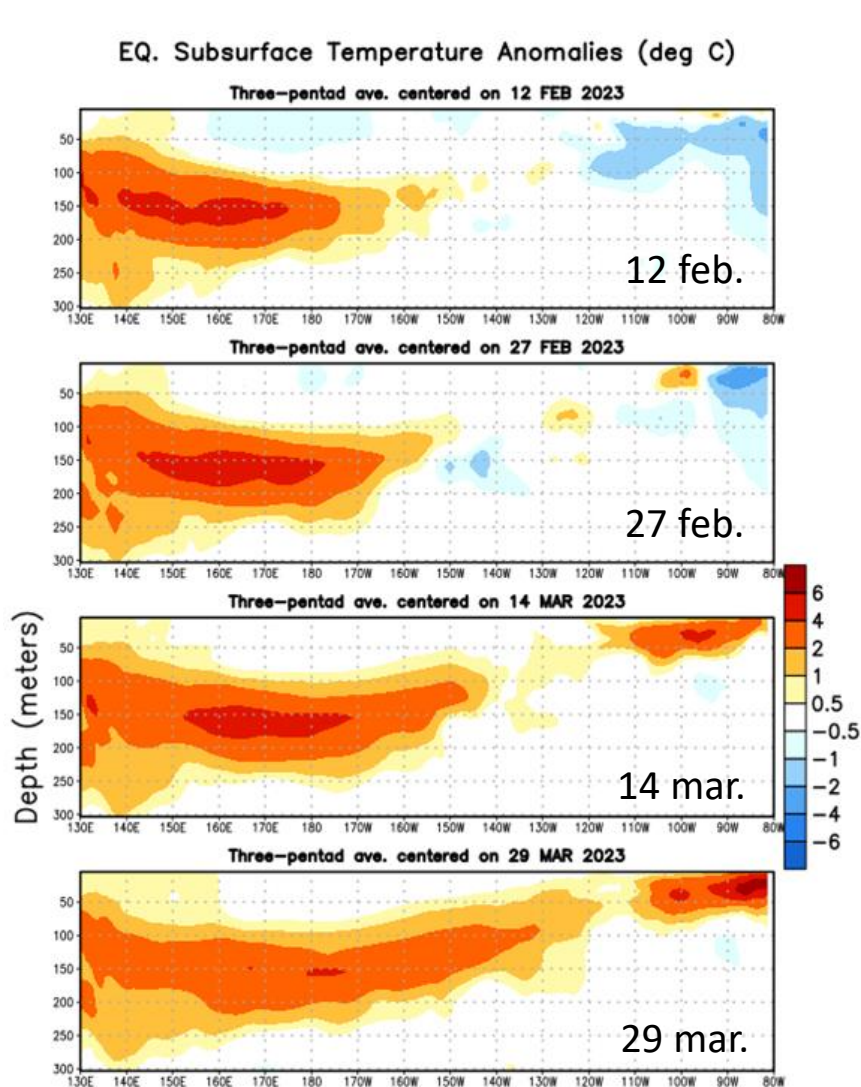 EQ. Subsurface Temperature Anomalies (deg C)
Three-pentad ave. centered on 12 FEB 2023
50
100
150
200
250
300
12 feb.
130E 140E 150E 160E 170E 180 170W 160W 150W 140W 130W 120W 110W 100W 90W 80W
Three-pentad ave. centered on 27 FEB 2023
50
100
150
200
250
300
27 feb.
130E 140E 150E 160E 170E 180 170W 160W 150W 140W 130W 120W 110W 100W 90W 80W
Three-pentad ave. centered on 14 MAR 2023
50
100
150
200
250
300
14 mar.
130E 140E 150E 160E 170E 180 170W 160W 150W 140W 130W 120W 110W 100W 90W 80W
Three-pentad ave. centered on 29 MAR 2023
50
100
150
200
250
300
29 mar.
130E 140E 150E 160E 170E 180 170W 160W 150W 140W 130W 120W 110W 100W 90W 80W
Depth (meters)
6
4
2
1
0.5
-0.5
-1
-2
-4
-6